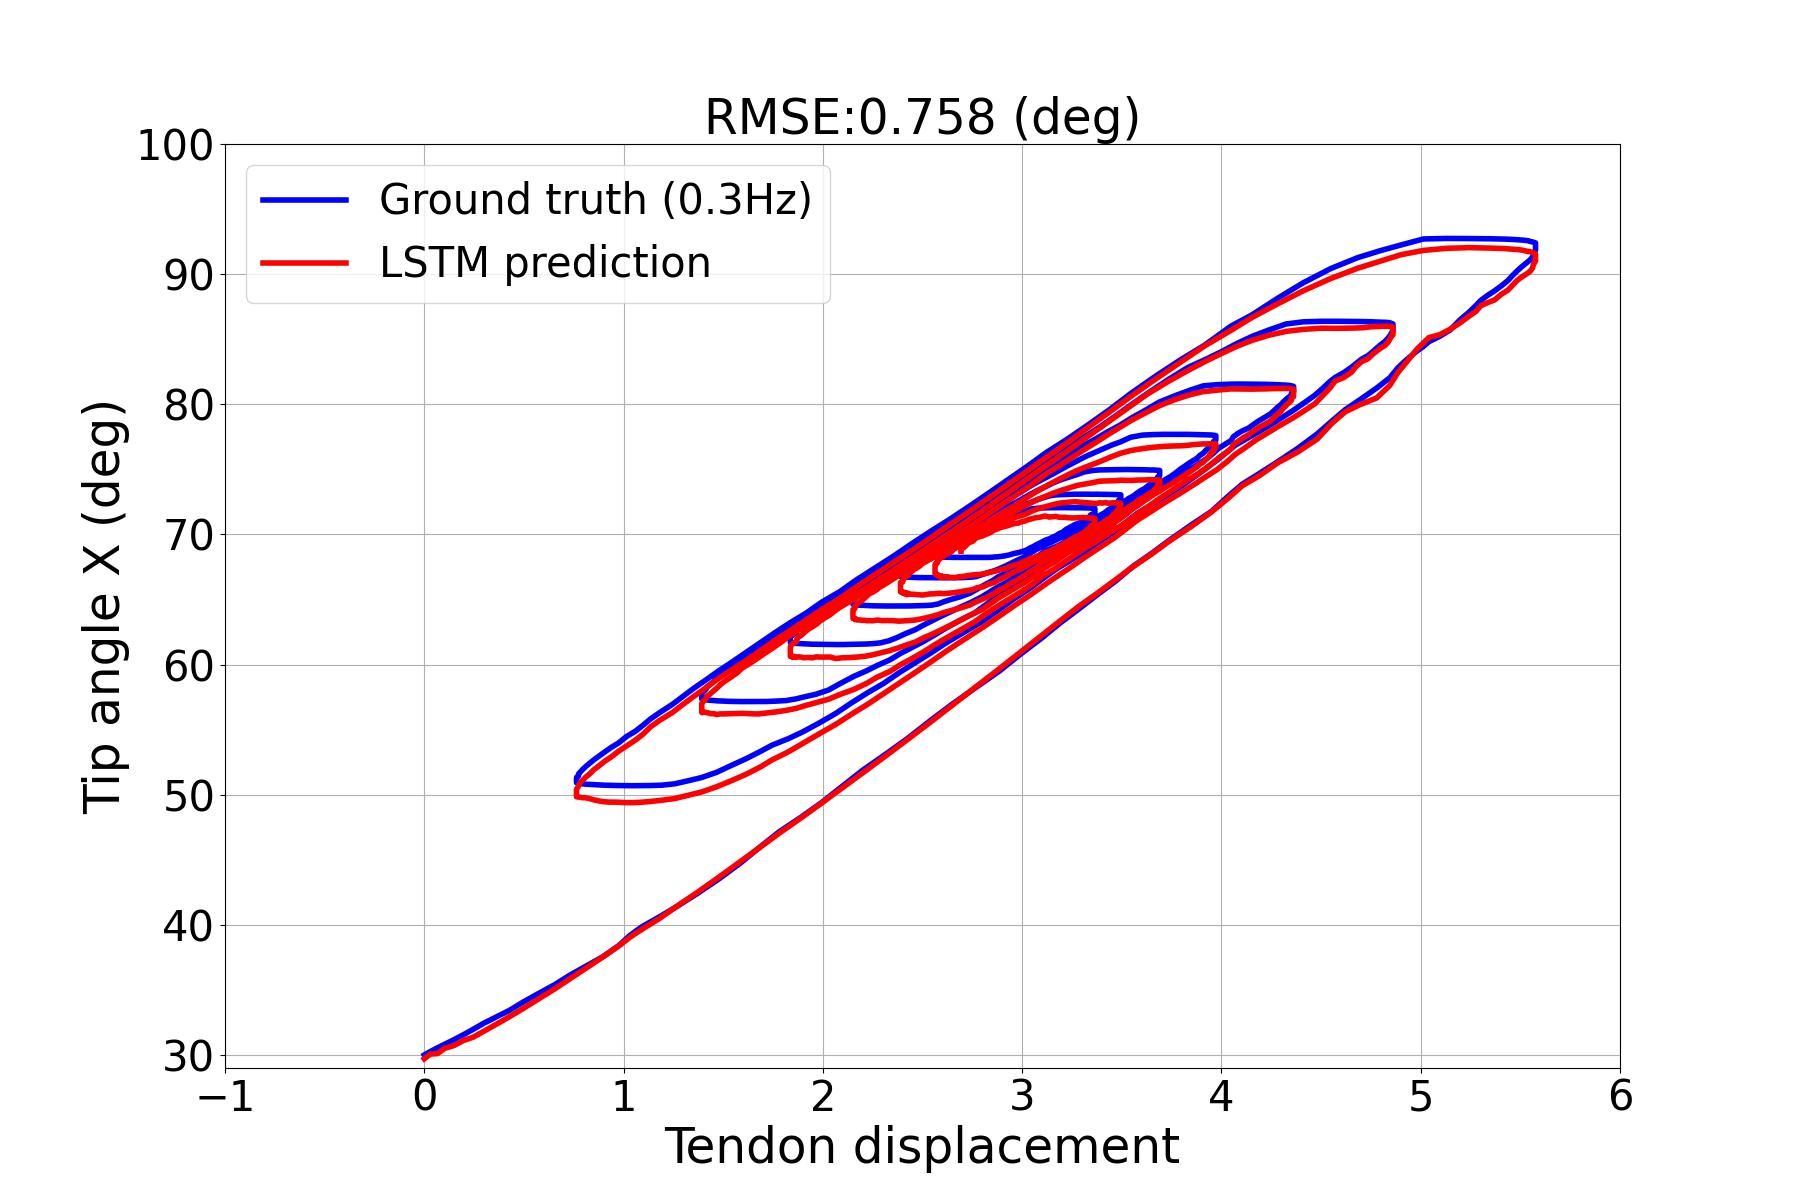 RMSE:0.758 (deg)
100
90
80
70
60
50
40
30
Tip angle X (deg)
Ground truth (0.3Hz)
LSTM prediction
−1 0 1 2 3 4 5 6
Tendon displacement